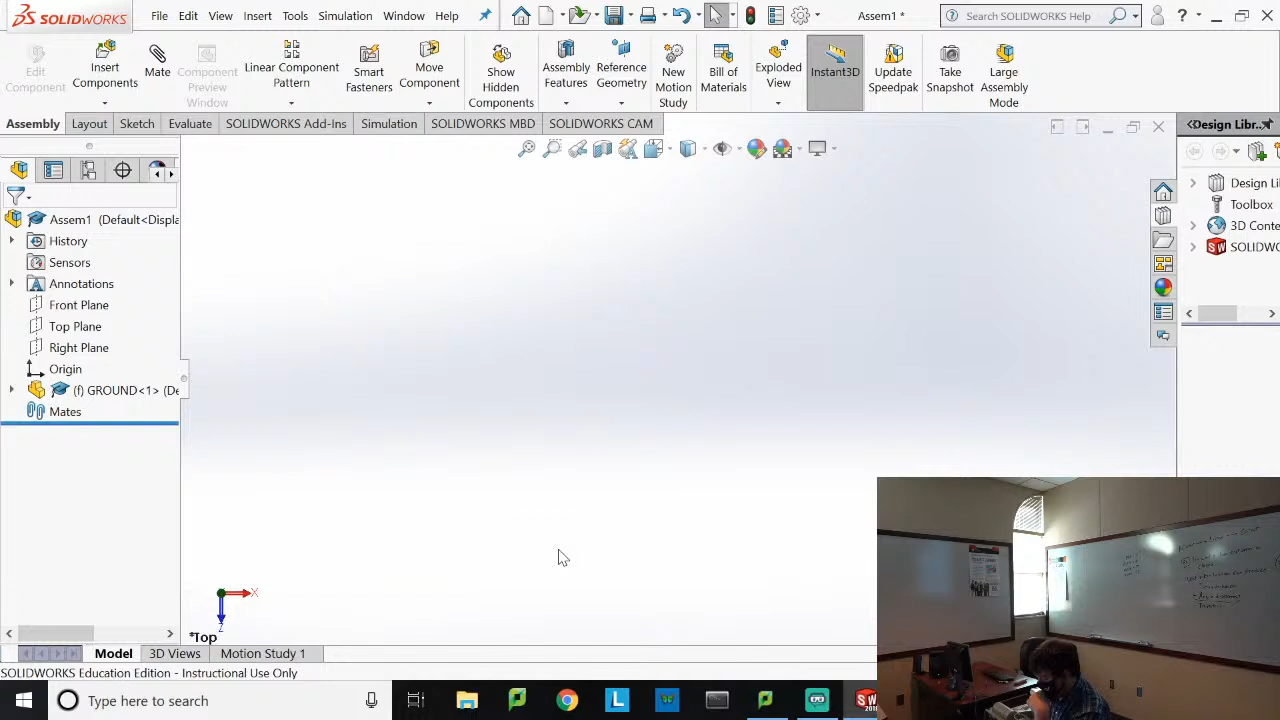 SOLIDWORKS File Edit View Insert Tools Simulation Window Help Assem1 * Search SOLIDWORKS Help
Edit Component
Insert Components
Mate
Component Preview Window
Linear Component Pattern
Smart Fasteners
Move Component
Show Hidden Components
Assembly Features
Reference Geometry
New Motion Study
Bill of Materials
Exploded View
Instant3D
Update Speedpak
Take Snapshot
Large Assembly Mode
Assembly Layout Sketch Evaluate SOLIDWORKS Add-Ins Simulation SOLIDWORKS MBD SOLIDWORKS CAM
Design Libr...
Assem1 (Default<Displa
History
Sensors
Annotations
Front Plane
Top Plane
Right Plane
Origin
(f) GROUND<1> (De
Mates
Design Lil
Toolbox
3D Conte
SOLIDWO
X
Z
*Top
Model 3D Views Motion Study 1
SOLIDWORKS Education Edition - Instructional Use Only
Type here to search